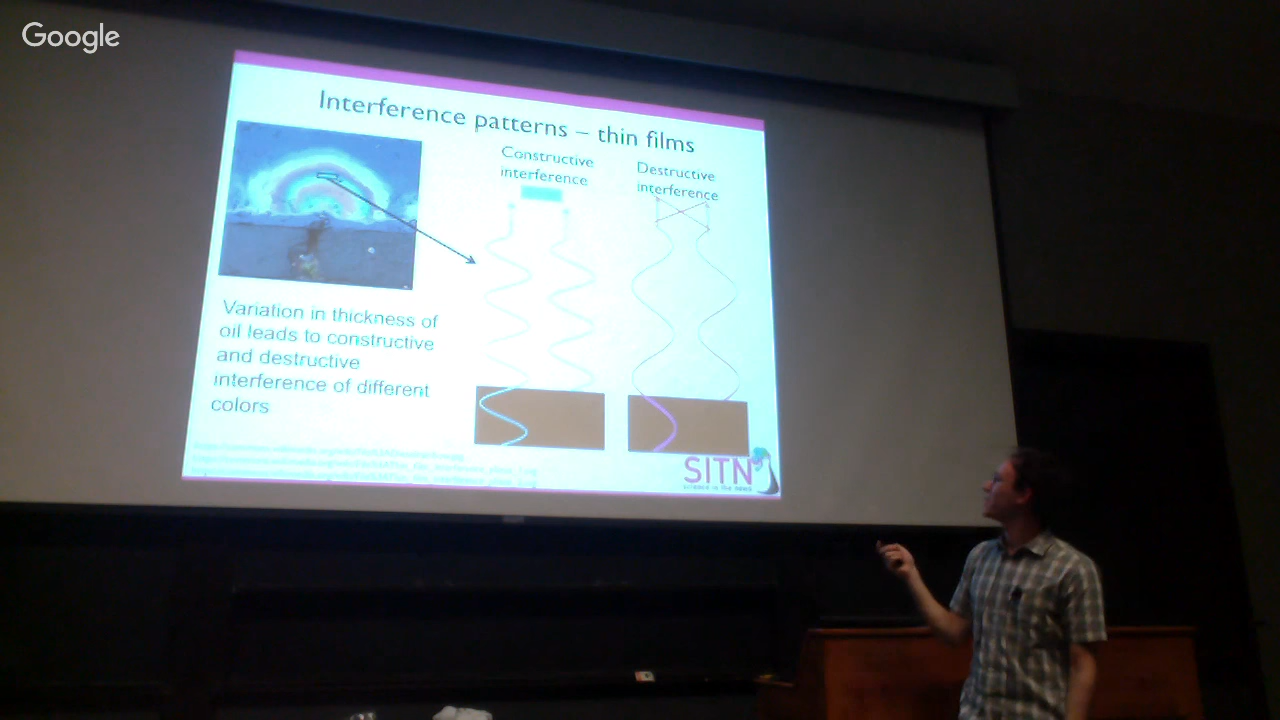 Google
Interference patterns – thin films
Constructive
interference
Destructive
interference
Variation in thickness of
oil leads to constructive
and destructive
interference of different
colors
SITN